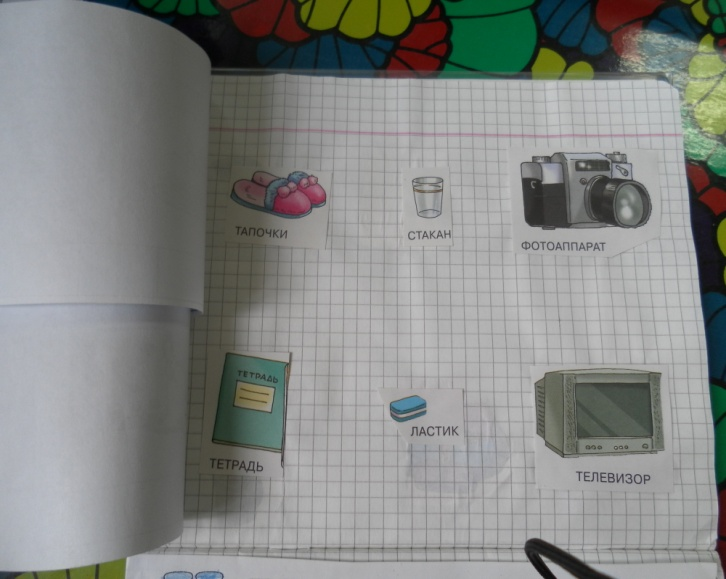 ТАПОЧКИ
СТАКАН
ФОТОАППАРАТ
ТЕТРАДЬ
ТЕТРАДЬ
ЛАСТИК
ТЕЛЕВИЗОР